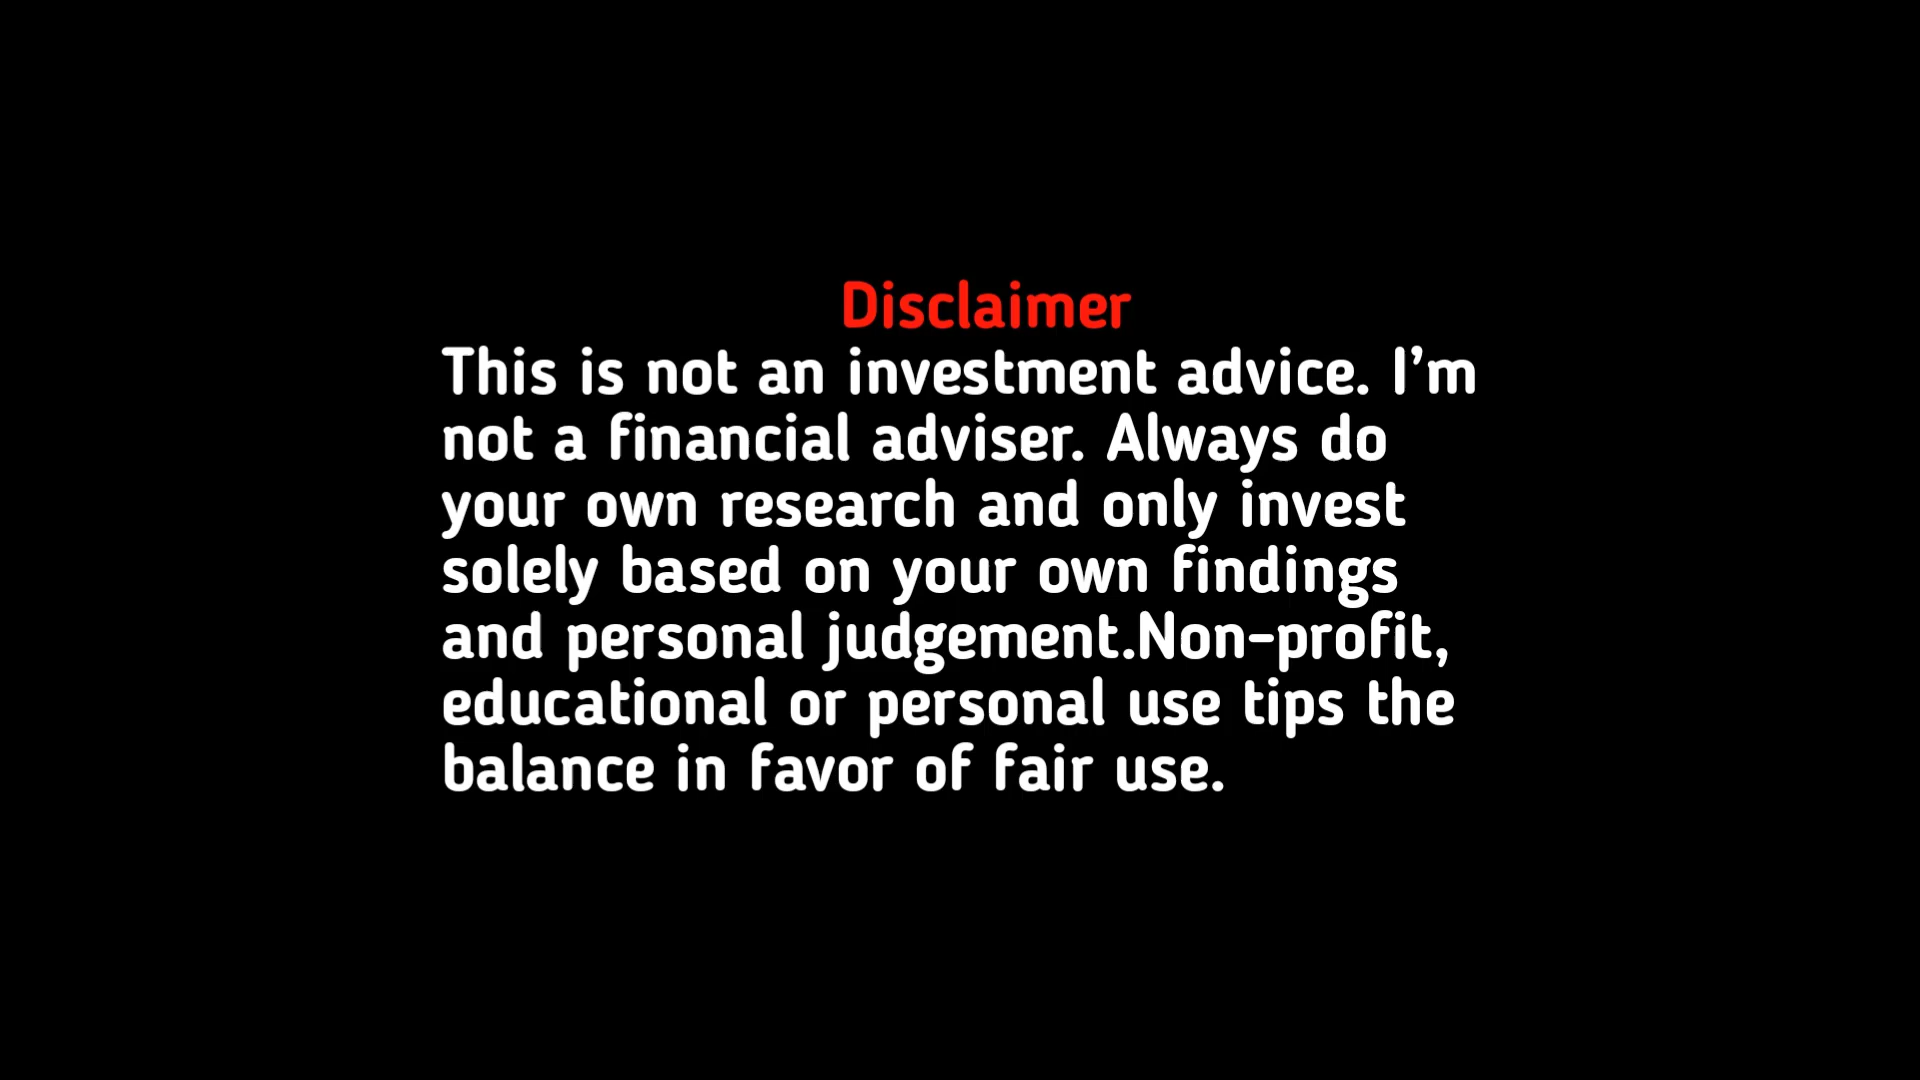 Disclaimer
This is not an investment advice. I’m
not a financial adviser. Always do
your own research and only invest
solely based on your own findings
and personal judgement.Non-profit,
educational or personal use tips the
balance in favor of fair use.